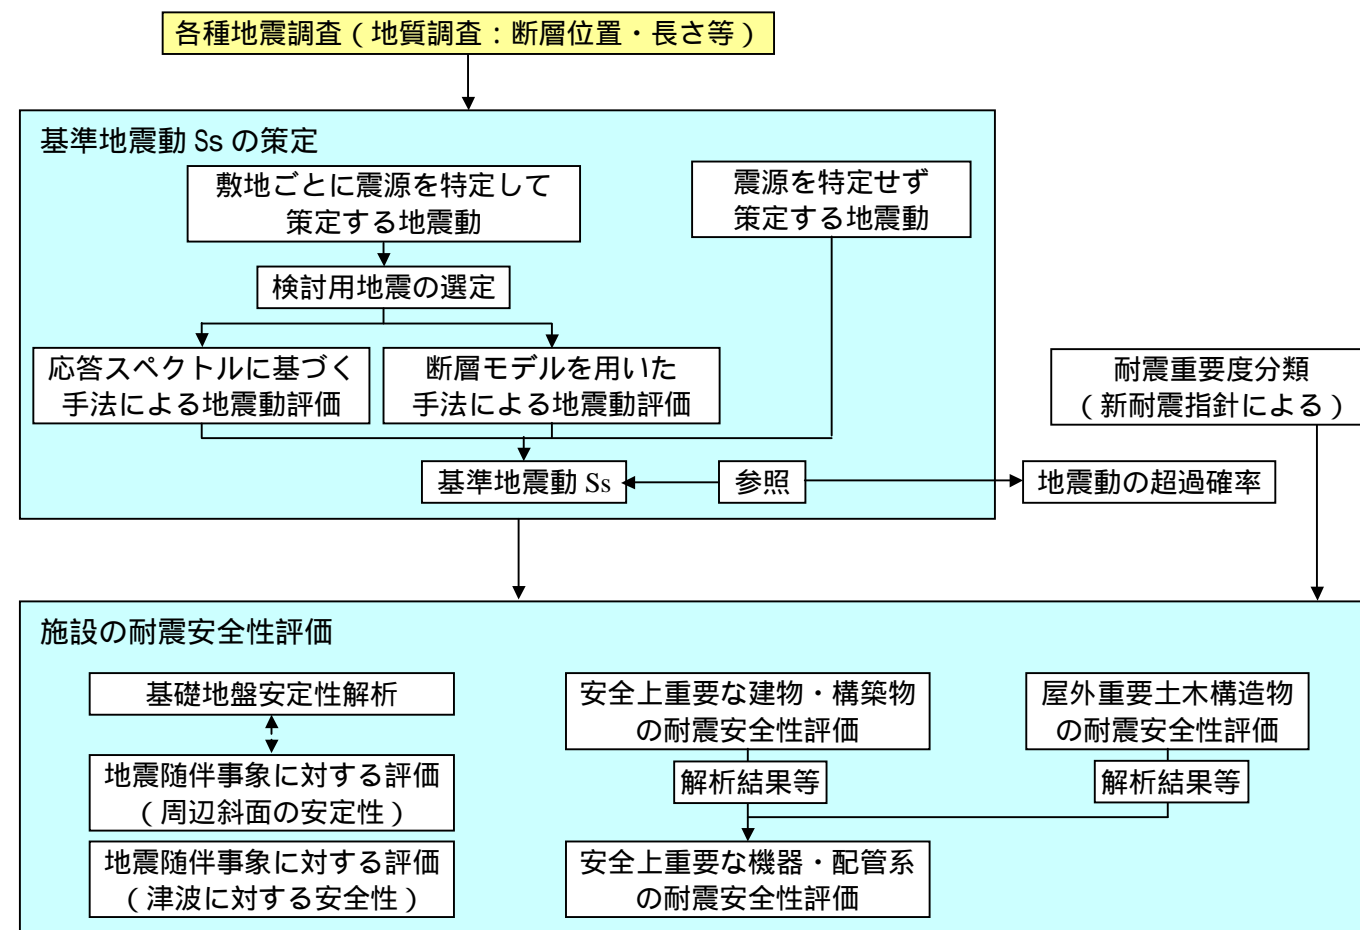 各種地震調査（地質調査：断層位置・長さ等）
基準地震動 Ss の策定
敷地ごとに震源を特定して
策定する地震動
震源を特定せず
策定する地震動
検討用地震の選定
応答スペクトルに基づく
手法による地震動評価
断層モデルを用いた
手法による地震動評価
耐震重要度分類
（新耐震指針による）
基準地震動 Ss
参照
地震動の超過確率
施設の耐震安全性評価
基礎地盤安定性解析
地震随伴事象に対する評価
（周辺斜面の安定性）
地震随伴事象に対する評価
（津波に対する安全性）
安全上重要な建物・構築物
の耐震安全性評価
解析結果等
安全上重要な機器・配管系
の耐震安全性評価
屋外重要土木構造物
の耐震安全性評価
解析結果等